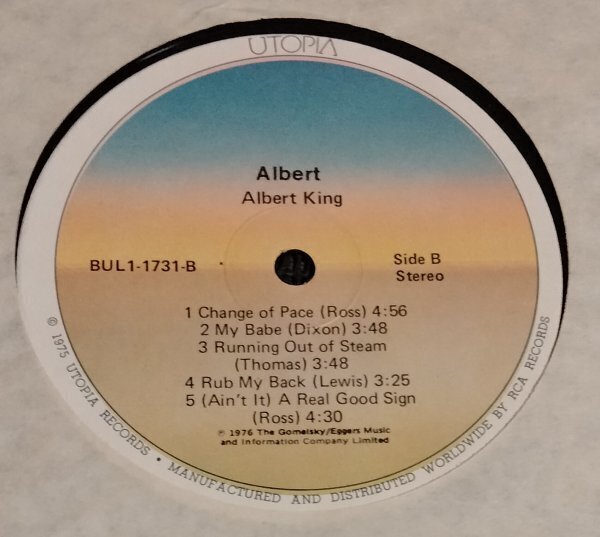 UTOPIA
Albert
Albert King
BUL1-1731-B
Side B
Stereo
1 Change of Pace (Ross) 4:56
2 My Babe (Dixon) 3:48
3 Running Out of Steam
(Thomas) 3:48
4 Rub My Back (Lewis) 3:25
5 (Ain't It) A Real Good Sign
(Ross) 4:30
℗ 1976 The Gomelsky/Eggers Music
and Information Company Limited
© 1975 UTOPIA RECORDS • MANUFACTURED AND DISTRIBUTED WORLDWIDE BY RCA RECORDS